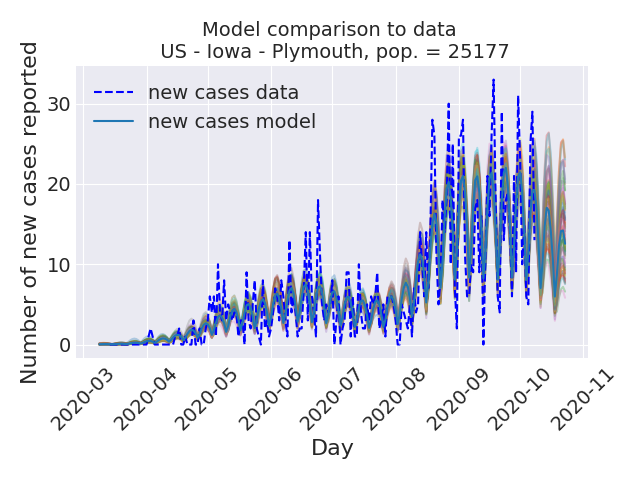 Model comparison to data
US - Iowa - Plymouth, pop. = 25177
Number of new cases reported
30
20
10
0
new cases data
new cases model
2020-03
2020-04
2020-05
2020-06
2020-07
2020-08
2020-09
2020-10
2020-11
Day